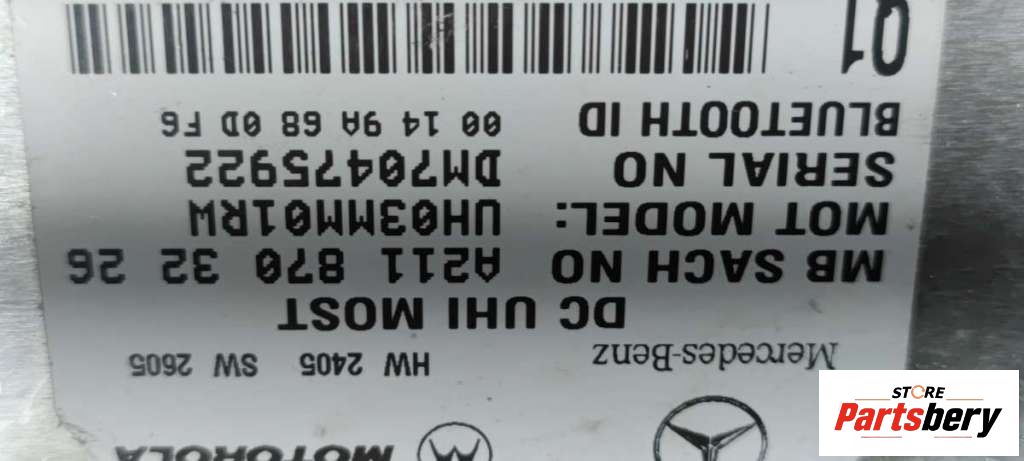 MOTOROLA
Mercedes-Benz HW 2405 SW 2605
DC UHI MOST
MB SACH NO A211 870 32 26
MOT MODEL: UH03MM01RW
SERIAL NO DM70475922
BLUETOOTH ID 00 14 9A 68 0D F6
Q1
STORE
Partsbery